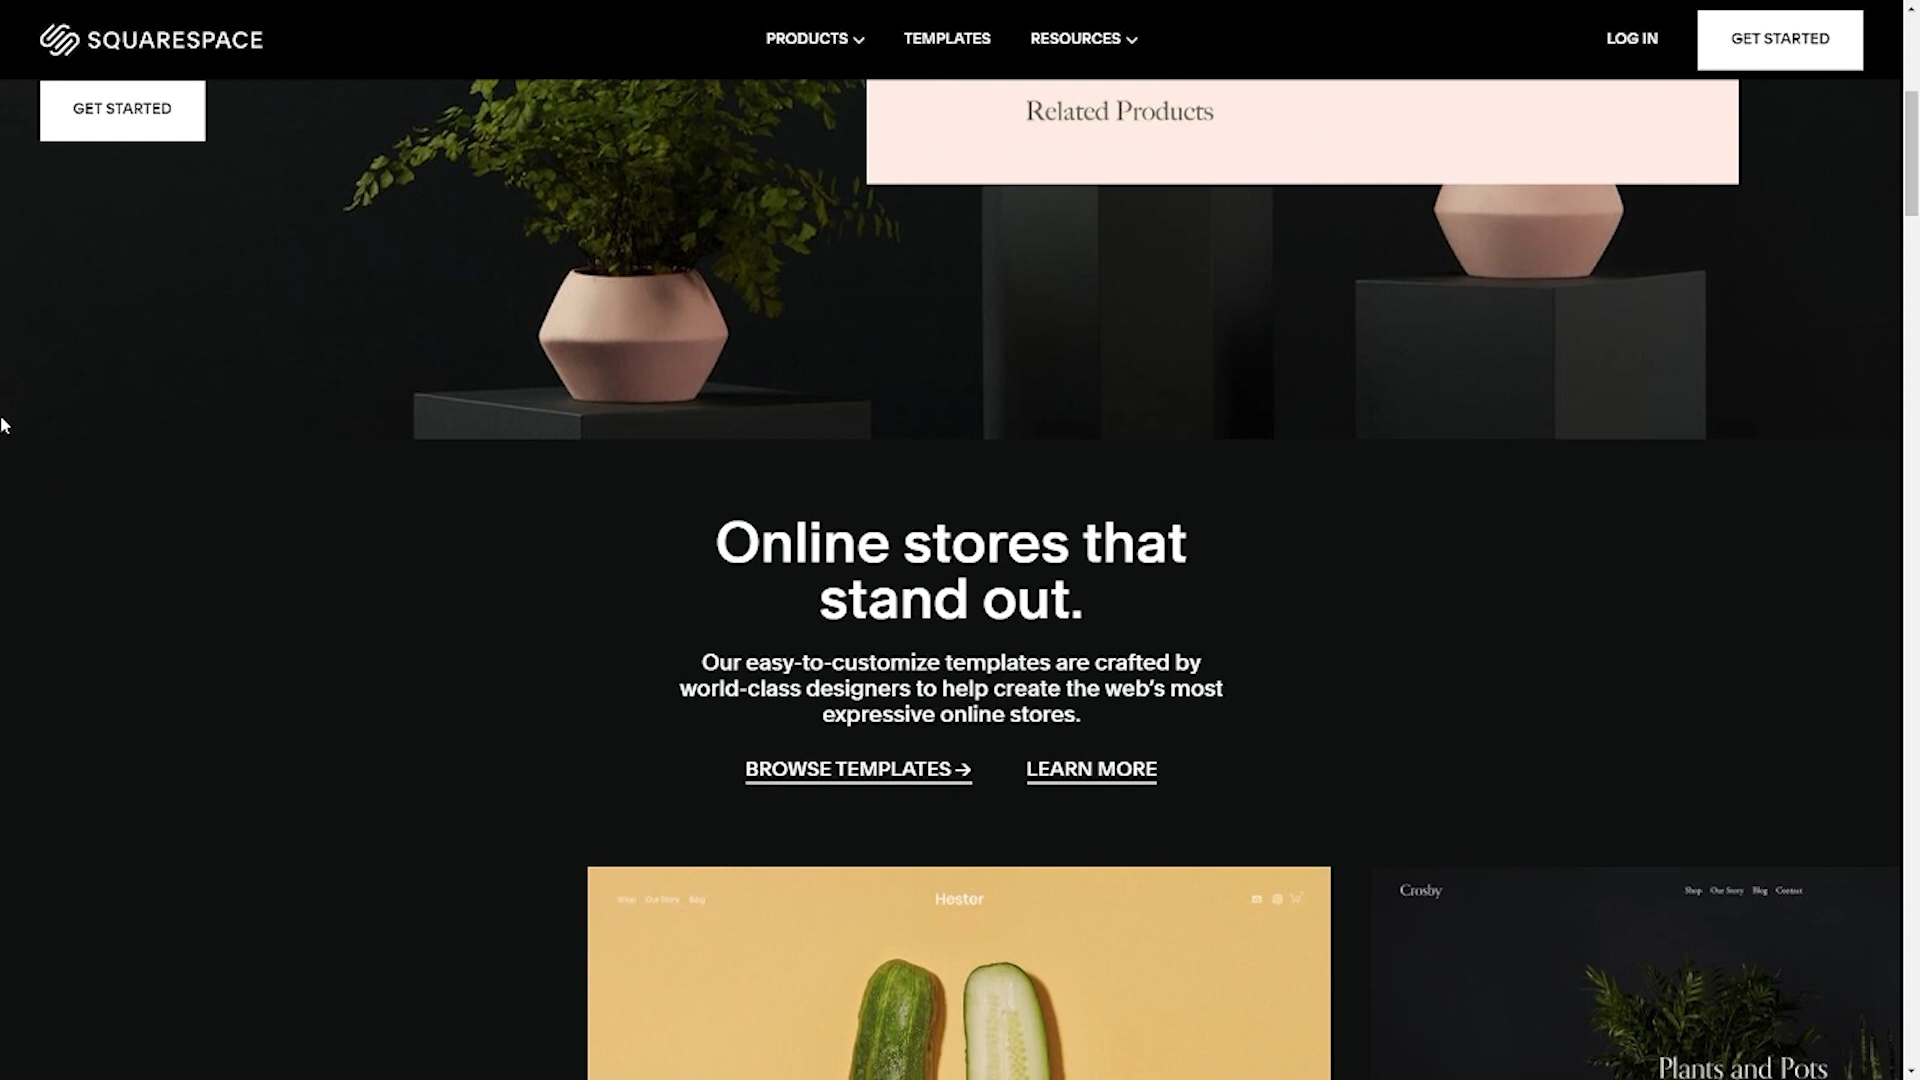 SQUARESPACE
PRODUCTS
TEMPLATES
RESOURCES
LOG IN
GET STARTED
GET STARTED
Related Products
Online stores that
stand out.
Our easy-to-customize templates are crafted by
world-class designers to help create the web’s most
expressive online stores.
BROWSE TEMPLATES →
LEARN MORE
Shop Our Story Blog
Hester
Crosby
Shop Our Story Blog Contact
Plants and Pots